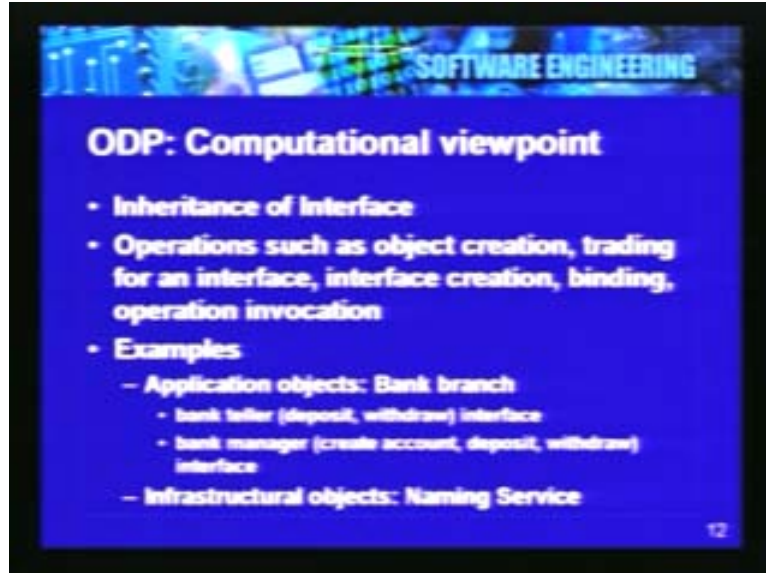 SOFTWARE ENGINEERING
ODP: Computational viewpoint
• Inheritance of Interface
• Operations such as object creation, trading
for an interface, interface creation, binding,
operation invocation
• Examples
– Application objects: Bank branch
• bank teller (deposit, withdraw) interface
• bank manager (create account, deposit, withdraw)
interface
– Infrastructural objects: Naming Service
12